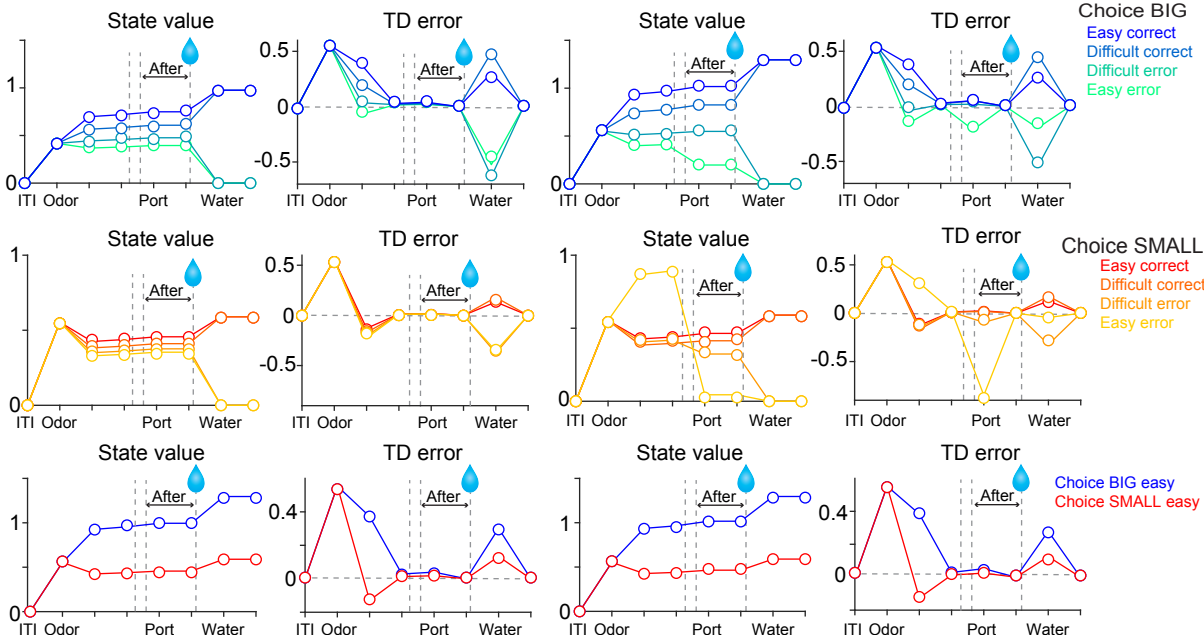 State value
TD error
State value
TD error
Choice BIG
Easy correct
Difficult correct
Difficult error
Easy error
1
0
After
ITI Odor Port Water
0.5
0
-0.5
After
ITI Odor Port Water
1
0
After
ITI Odor Port Water
0.5
0
-0.5
After
ITI Odor Port Water
State value
TD error
State value
TD error
Choice SMALL
Easy correct
Difficult correct
Difficult error
Easy error
1
0
After
ITI Odor Port Water
0.5
0
-0.5
After
ITI Odor Port Water
1
0
After
ITI Odor Port Water
0.5
0
-0.5
After
ITI Odor Port Water
State value
TD error
State value
TD error
Choice BIG easy
Choice SMALL easy
1
0
After
ITI Odor Port Water
0.4
0
After
ITI Odor Port Water
1
0
After
ITI Odor Port Water
0.4
0
After
ITI Odor Port Water